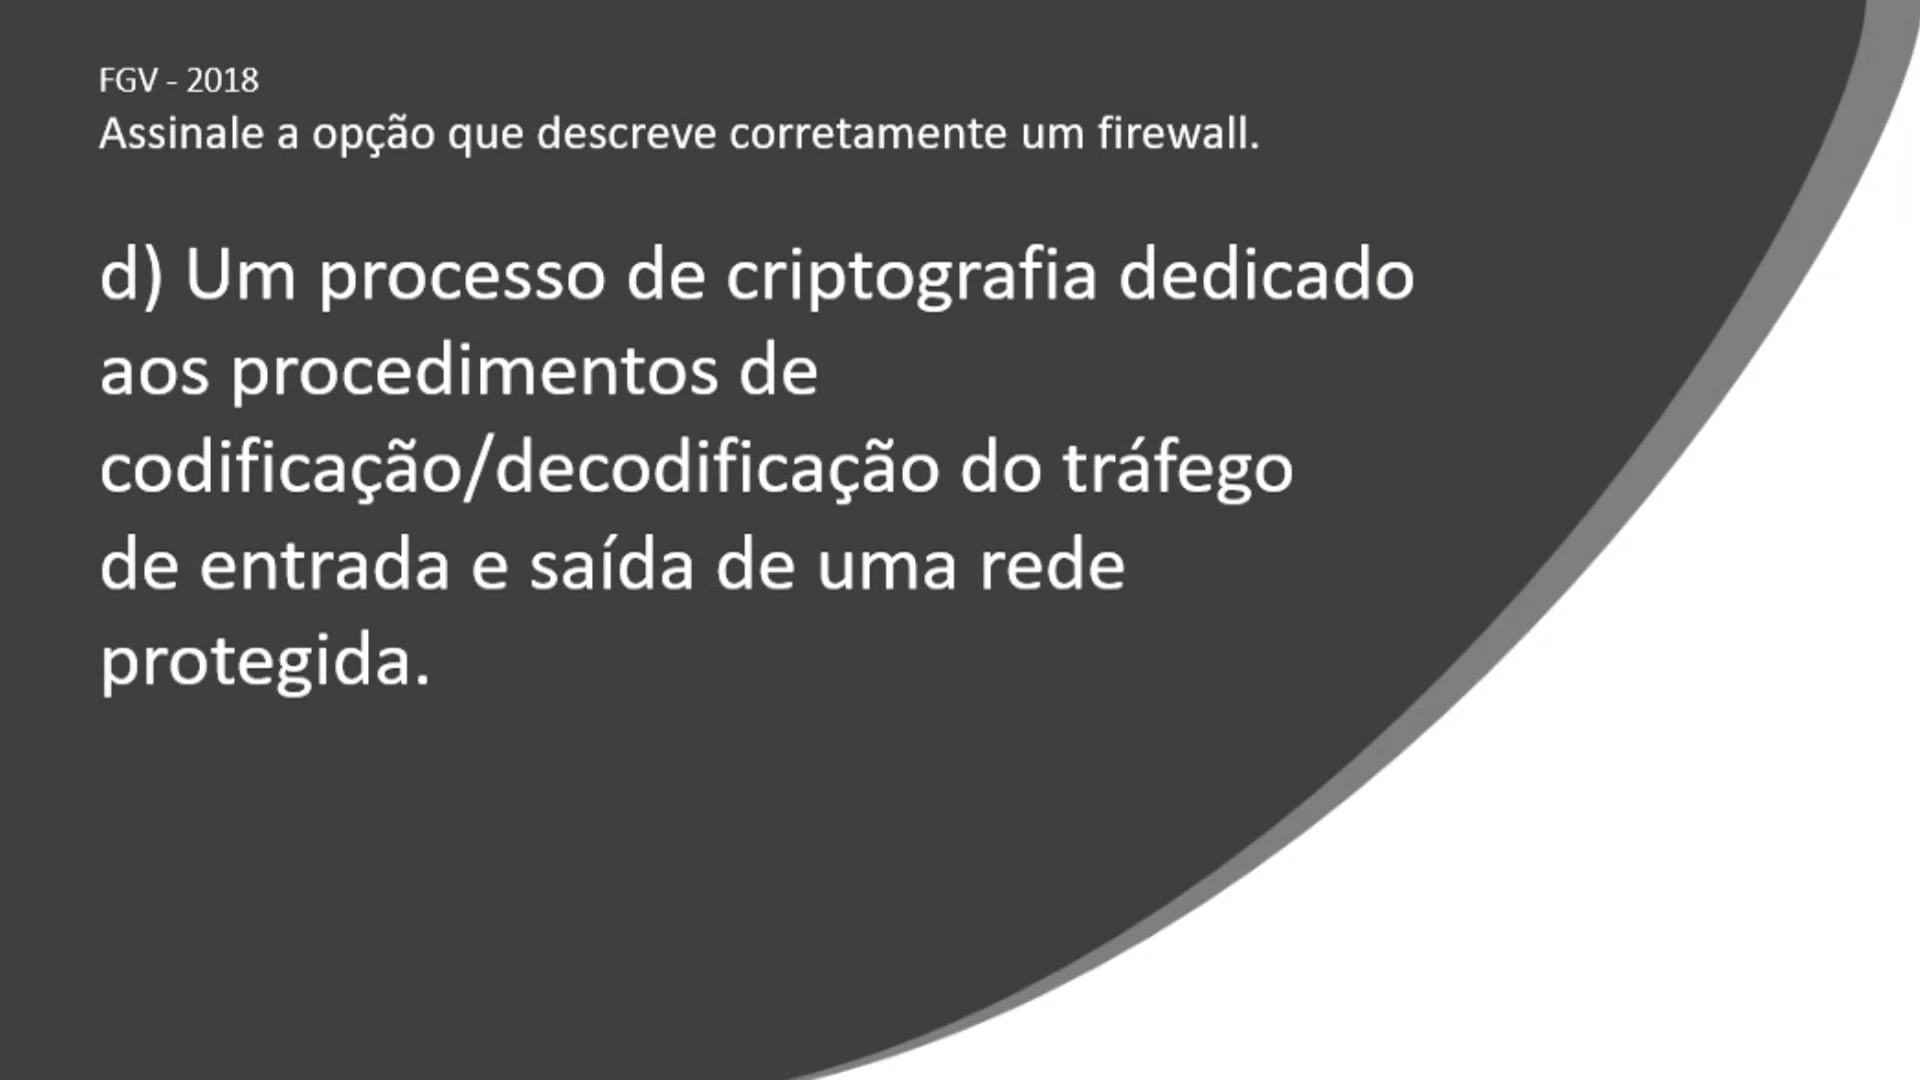 FGV - 2018
Assinale a opção que descreve corretamente um firewall.
d) Um processo de criptografia dedicado
aos procedimentos de
codificação/decodificação do tráfego
de entrada e saída de uma rede
protegida.